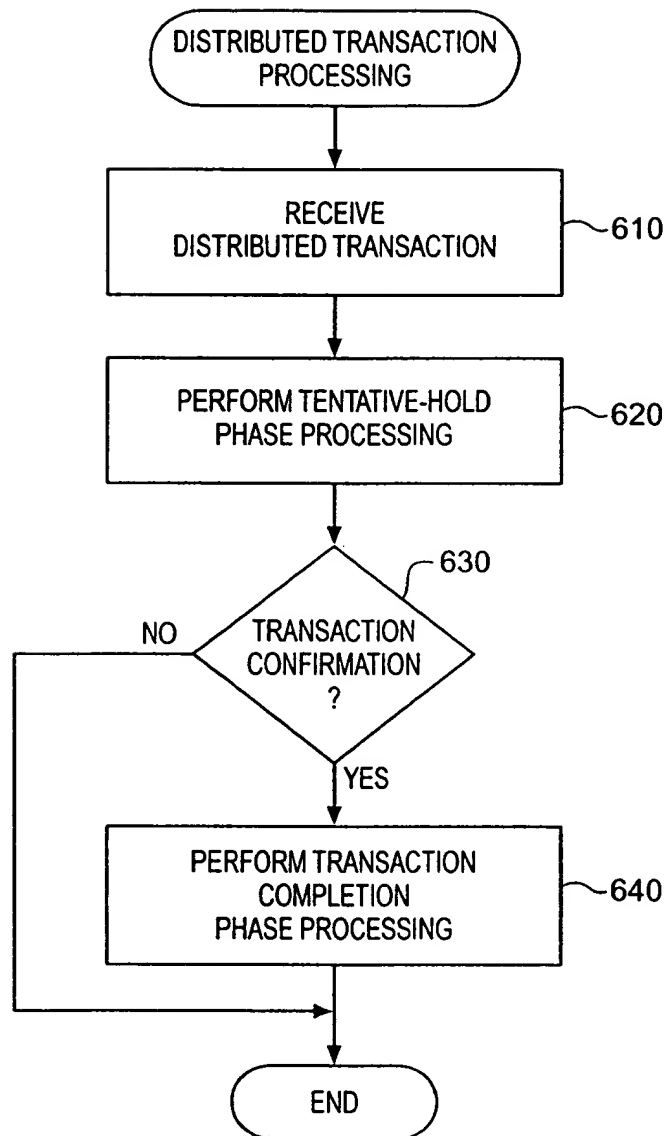 DISTRIBUTED TRANSACTION
PROCESSING
RECEIVE
DISTRIBUTED TRANSACTION
610
PERFORM TENTATIVE-HOLD
PHASE PROCESSING
620
630
NO
TRANSACTION
CONFIRMATION
?
YES
PERFORM TRANSACTION
COMPLETION
PHASE PROCESSING
640
END